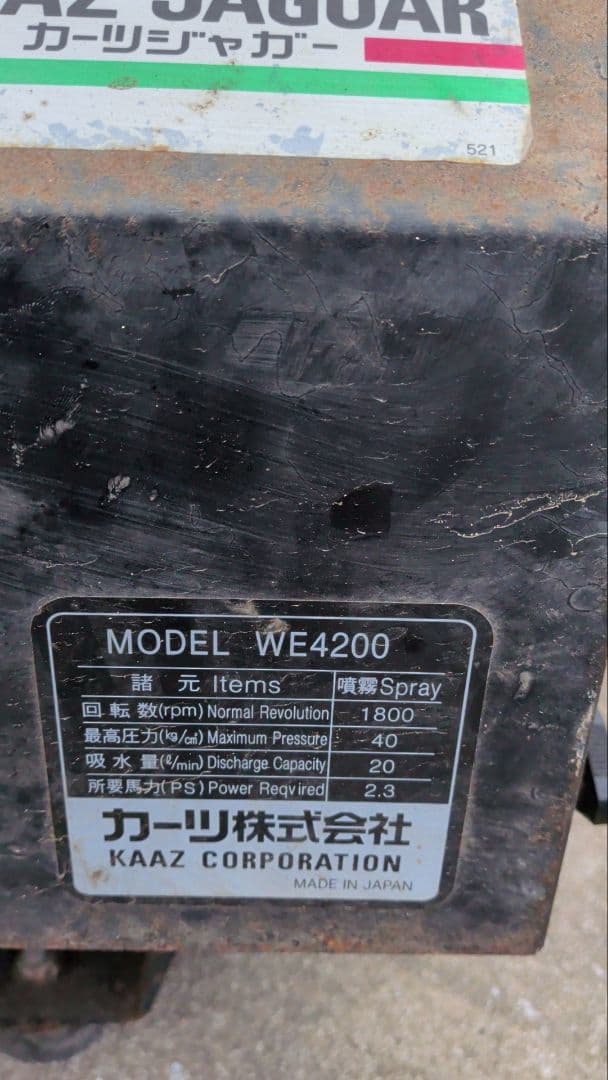 KAAZ JAGUAR
カーツジャガー
521
MODEL WE4200
諸元 Items 噴霧Spray
回転数(rpm) Normal Revolution 1800
最高圧力(㎏/㎠) Maximum Pressure 40
吸水量(ℓ/min) Discharge Capacity 20
所要馬力(PS) Power Reqvired 2.3
カーツ株式会社
KAAZ CORPORATION
MADE IN JAPAN